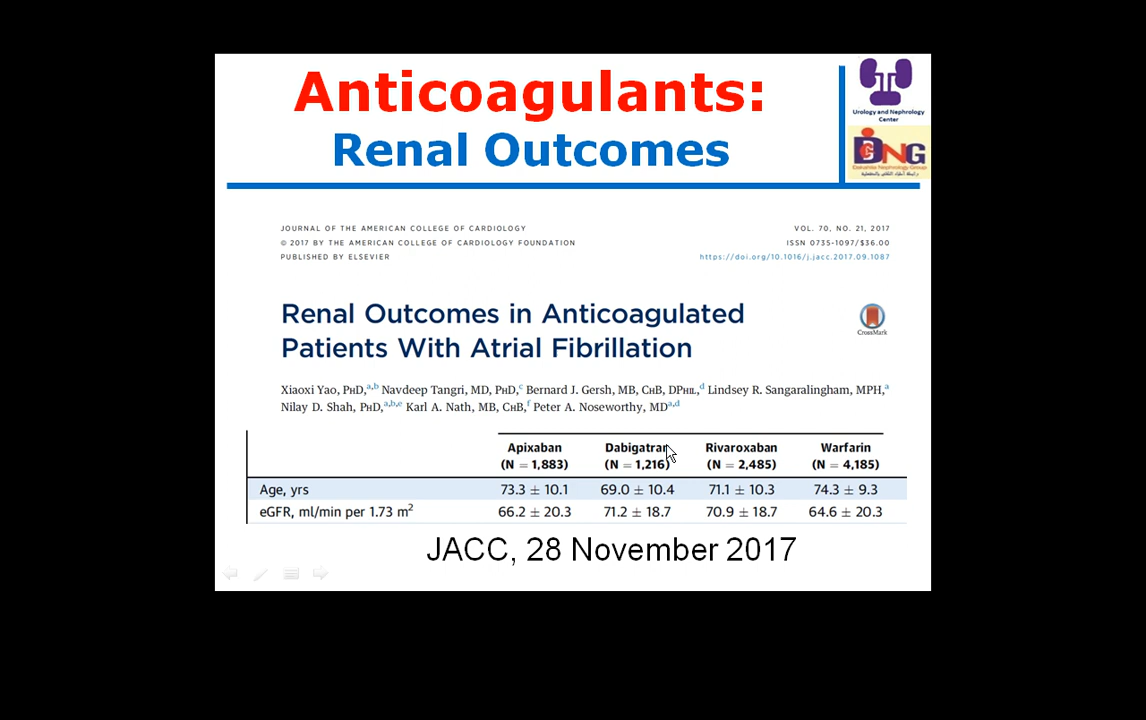 Anticoagulants:
Renal Outcomes
Urology and Nephrology
Center
DNG
JOURNAL OF THE AMERICAN COLLEGE OF CARDIOLOGY
© 2017 BY THE AMERICAN COLLEGE OF CARDIOLOGY FOUNDATION
PUBLISHED BY ELSEVIER
VOL. 70, NO. 21, 2017
ISSN 0735-1097/$36.00
https://doi.org/10.1016/j.jacc.2017.09.1087
Renal Outcomes in Anticoagulated
Patients With Atrial Fibrillation
CrossMark
Xiaoxi Yao, PHD,a,b Navdeep Tangri, MD, PHD,c Bernard J. Gersh, MB, CHB, DPHIL,d Lindsey R. Sangaralingham, MPH,a
Nilay D. Shah, PHD,a,b,e Karl A. Nath, MB, CHB,f Peter A. Noseworthy, MDa,d
Apixaban Dabigatran Rivaroxaban Warfarin
(N = 1,883) (N = 1,216) (N = 2,485) (N = 4,185)
Age, yrs 73.3 ± 10.1 69.0 ± 10.4 71.1 ± 10.3 74.3 ± 9.3
eGFR, ml/min per 1.73 m² 66.2 ± 20.3 71.2 ± 18.7 70.9 ± 18.7 64.6 ± 20.3
JACC, 28 November 2017